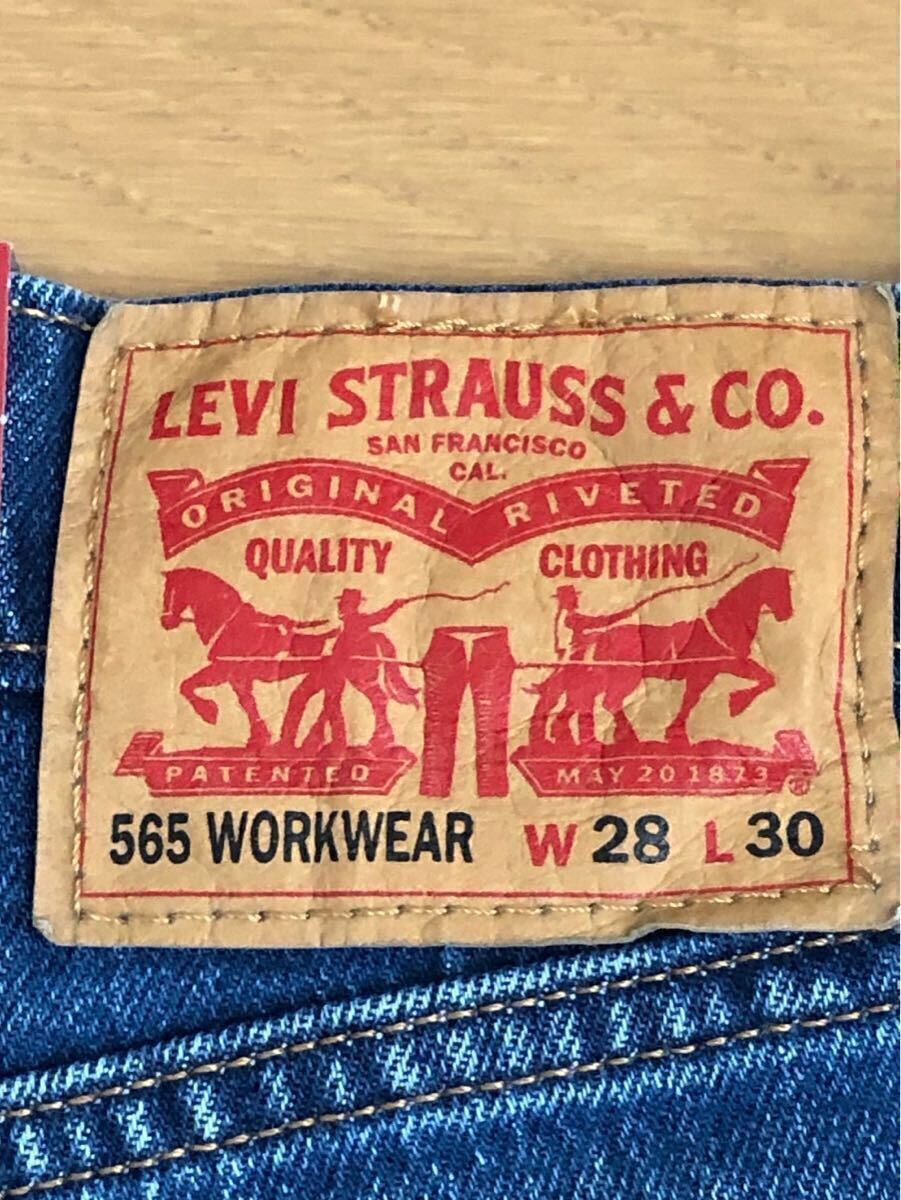 LEVI STRAUSS & CO.
SAN FRANCISCO
CAL.
ORIGINAL RIVETED
QUALITY CLOTHING
PATENTED MAY 20 1873 ®
565 WORKWEAR W 28 L 30